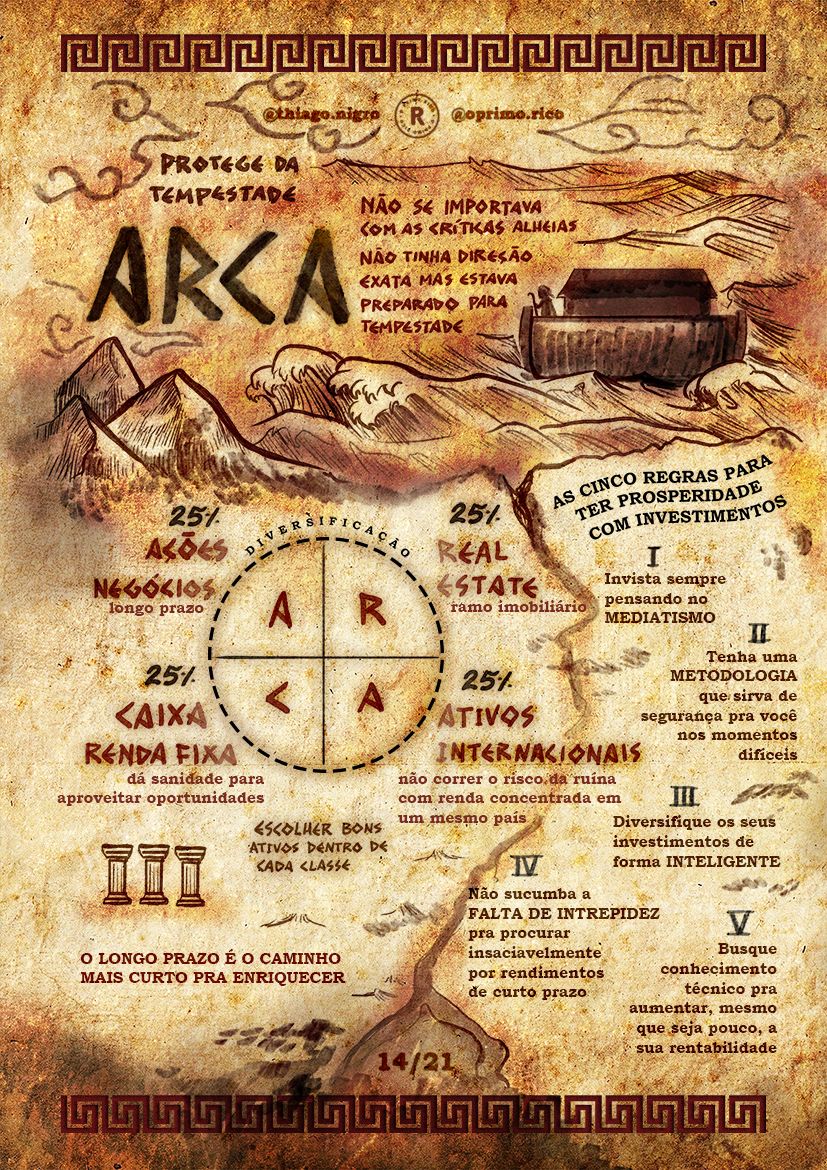 @thiago.nigro R @oprimo.rico
PROTEGE DA
TEMPESTADE
ARCA
NÃO SE IMPORTAVA
COM AS CRÍTICAS ALHEIAS
NÃO TINHA DIREÇÃO
EXATA MAS ESTAVA
PREPARADO PARA
TEMPESTADE
25%
AÇÕES
NEGÓCIOS
longo prazo
DIVERSIFICAÇÃO
25%
REAL
ESTATE
ramo imobiliário
A R
C A
25%
CAIXA
RENDA FIXA
dá sanidade para
aproveitar oportunidades
25%
ATIVOS
INTERNACIONAIS
não correr o risco da ruína
com renda concentrada em
um mesmo país
ESCOLHER BONS
ATIVOS DENTRO DE
CADA CLASSE
O LONGO PRAZO É O CAMINHO
MAIS CURTO PRA ENRIQUECER
AS CINCO REGRAS PARA
TER PROSPERIDADE
COM INVESTIMENTOS
I
Invista sempre
pensando no
MEDIATISMO
II
Tenha uma
METODOLOGIA
que sirva de
segurança pra você
nos momentos
difíceis
III
Diversifique os seus
investimentos de
forma INTELIGENTE
IV
Não sucumba a
FALTA DE INTREPIDEZ
pra procurar
insaciavelmente
por rendimentos
de curto prazo
V
Busque
conhecimento
técnico pra
aumentar, mesmo
que seja pouco, a
sua rentabilidade
14/21